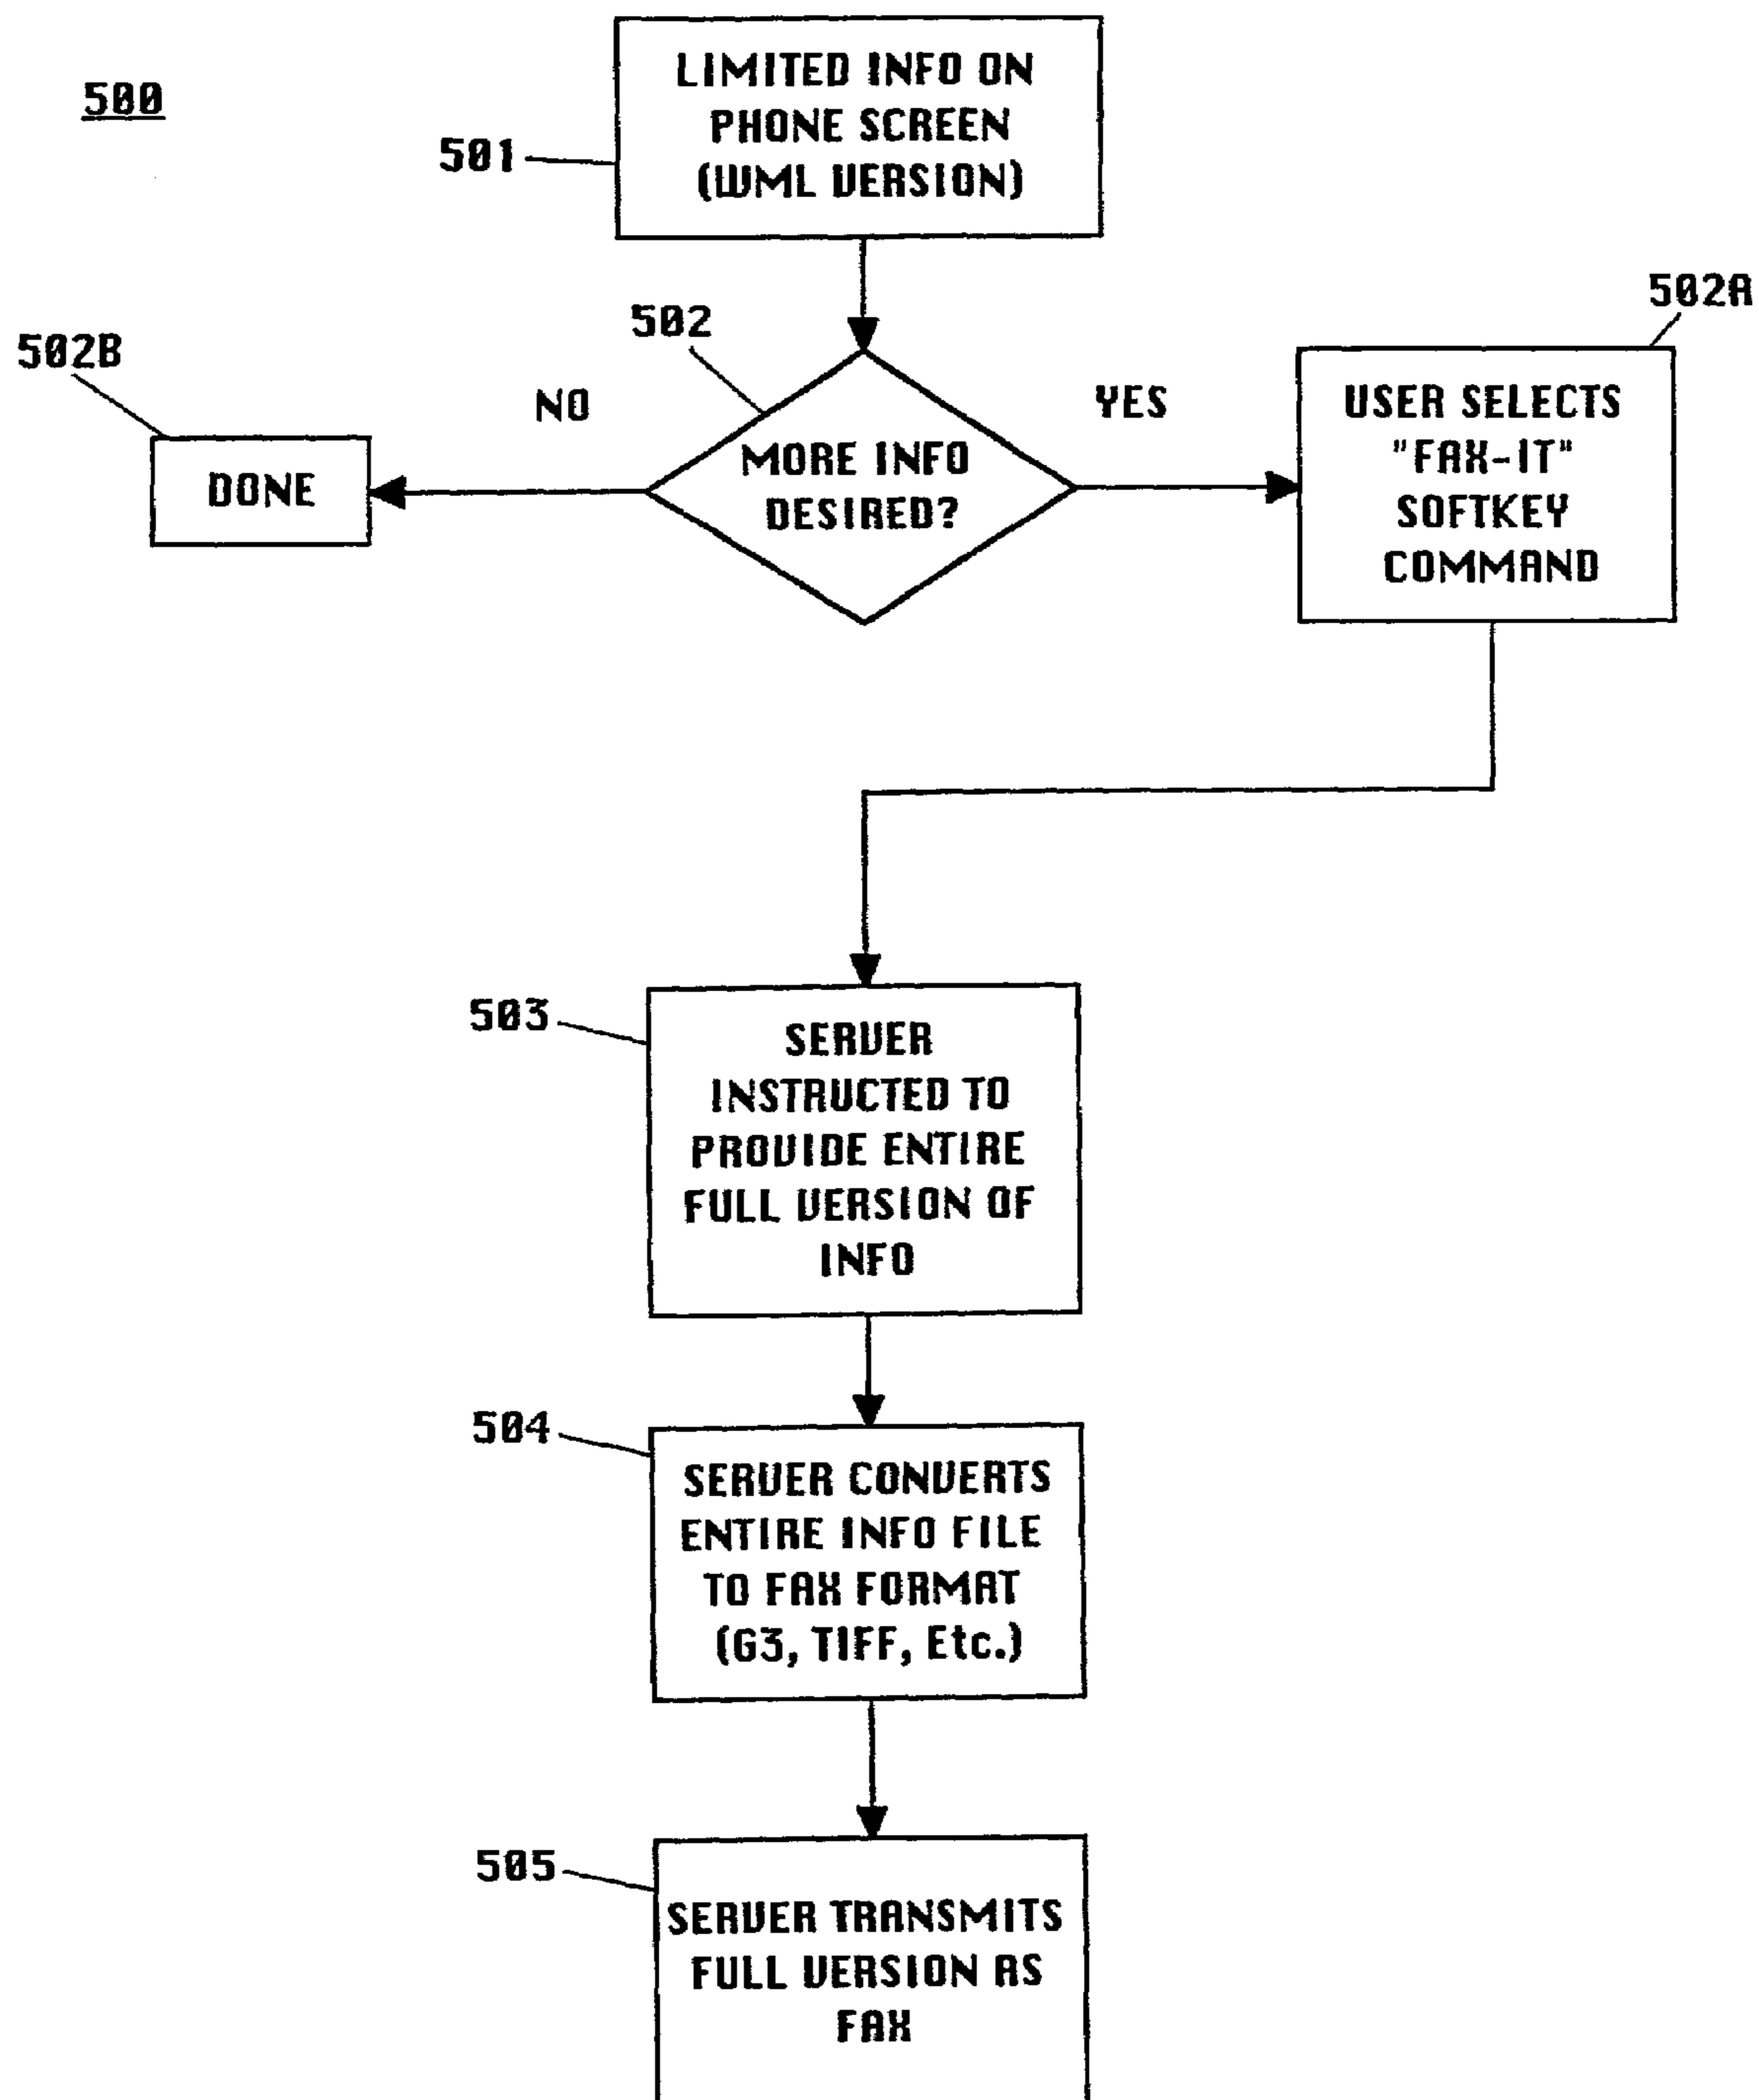 500
LIMITED INFO ON
PHONE SCREEN
(WML VERSION)
501
502A
502
502B
NO
YES
DONE
MORE INFO
DESIRED?
USER SELECTS
"FAX-IT"
SOFTKEY
COMMAND
503
SERVER
INSTRUCTED TO
PROVIDE ENTIRE
FULL VERSION OF
INFO
504
SERVER CONVERTS
ENTIRE INFO FILE
TO FAX FORMAT
(G3, TIFF, Etc.)
505
SERVER TRANSMITS
FULL VERSION AS
FAX